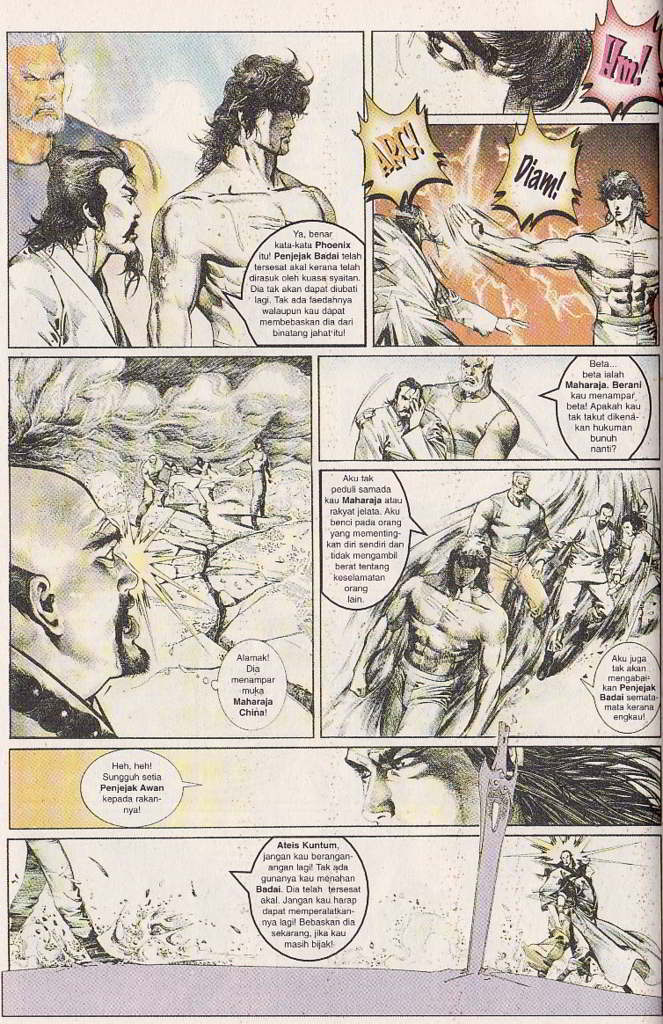 Ya, benar
kata-kata Phoenix
itu! Penjejak Badai telah
tersesat akal kerana telah
dirasuk oleh kuasa syaitan.
Dia tak akan dapat diubati
lagi. Tak ada faedahnya
walaupun kau dapat
membebaskan dia dari
binatang jahat itu!
Hm!
ARG!
Diam!
Alamak!
Dia
menampar
muka
Maharaja
China!
Beta...
beta ialah
Maharaja. Berani
kau menampar
beta! Apakah kau
tak takut dikena-
kan hukuman
bunuh
nanti?
Aku tak
peduli samada
kau Maharaja atau
rakyat jelata. Aku
benci pada orang
yang mementing-
kan diri sendiri dan
tidak mengambil
berat tentang
keselamatan
orang
lain.
Aku juga
tak akan
mengabai-
kan Penjejak
Badai semata-
mata kerana
engkau!
Heh, heh!
Sungguh setia
Penjejak Awan
kepada rakan-
nya!
Ateis Kuntum,
jangan kau berangan-
angan lagi! Tak ada
gunanya kau menahan
Badai. Dia telah tersesat
akal. Jangan kau harap
dapat memperalatkan-
nya lagi! Bebaskan dia
sekarang, jika kau
masih bijak!